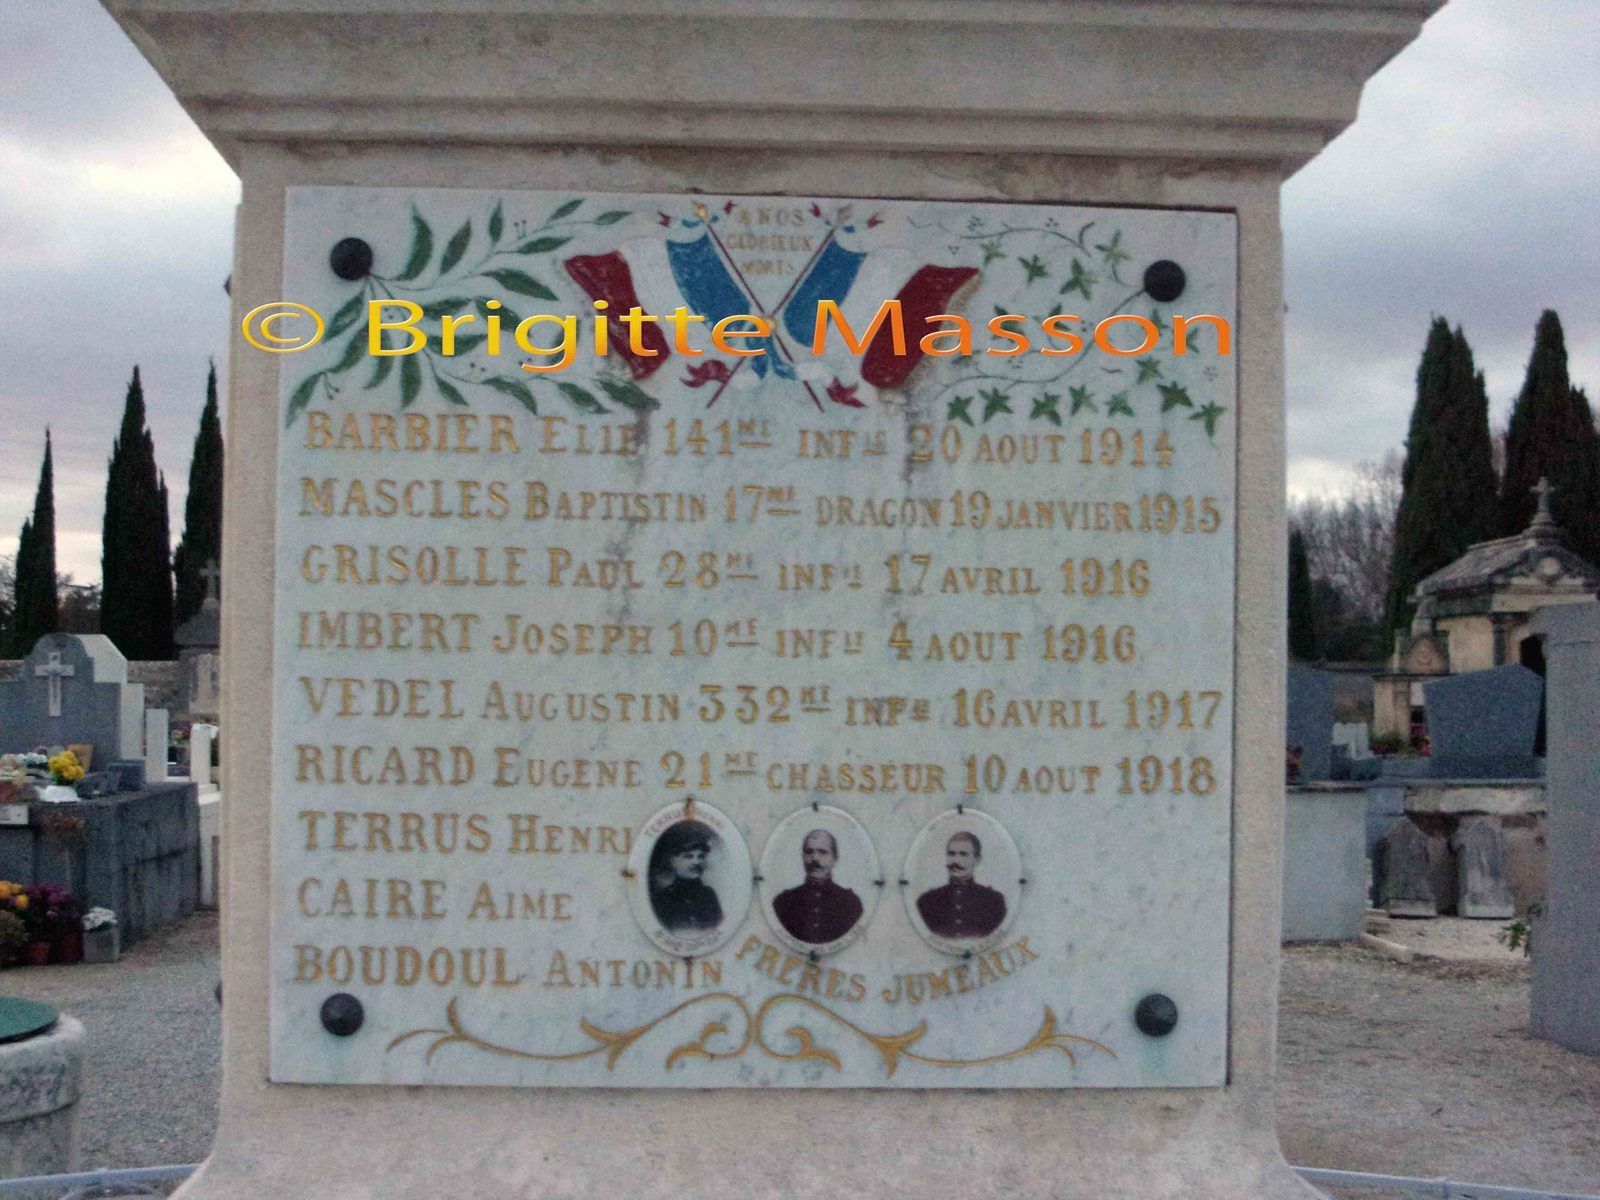 A NOS
GLORIEUX
MORTS
© Brigitte Masson
BARBIER ELIE 141ME INFIE 20 AOUT 1914
MASCLES BAPTISTIN 17ME DRAGON 19 JANVIER 1915
GRISOLLE PAUL 28ME INFIE 17 AVRIL 1916
IMBERT JOSEPH 10ME INFIE 4 AOUT 1916
VEDEL AUGUSTIN 332ME INFIE 16 AVRIL 1917
RICARD EUGENE 21ME CHASSEUR 10 AOUT 1918
TERRUS HENRI
CAIRE AIME
BOUDOUL ANTONIN
FRÈRES JUMEAUX